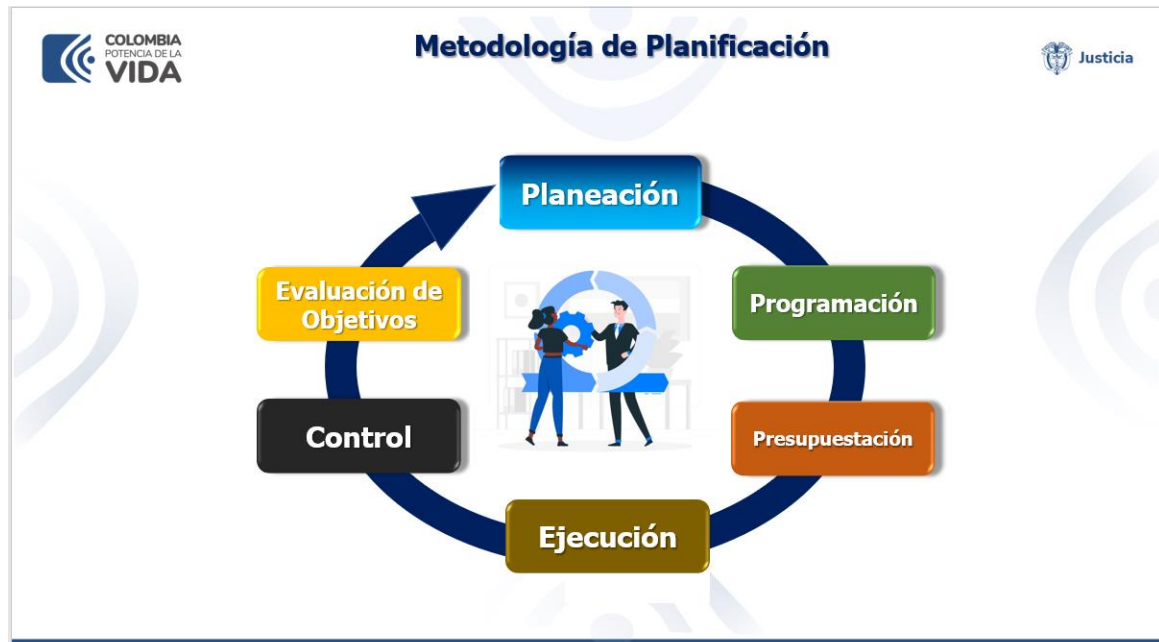 COLOMBIA
POTENCIA DE LA
VIDA
Metodología de Planificación
Justicia
Planeación
Programación
Presupuestación
Ejecución
Control
Evaluación de
Objetivos